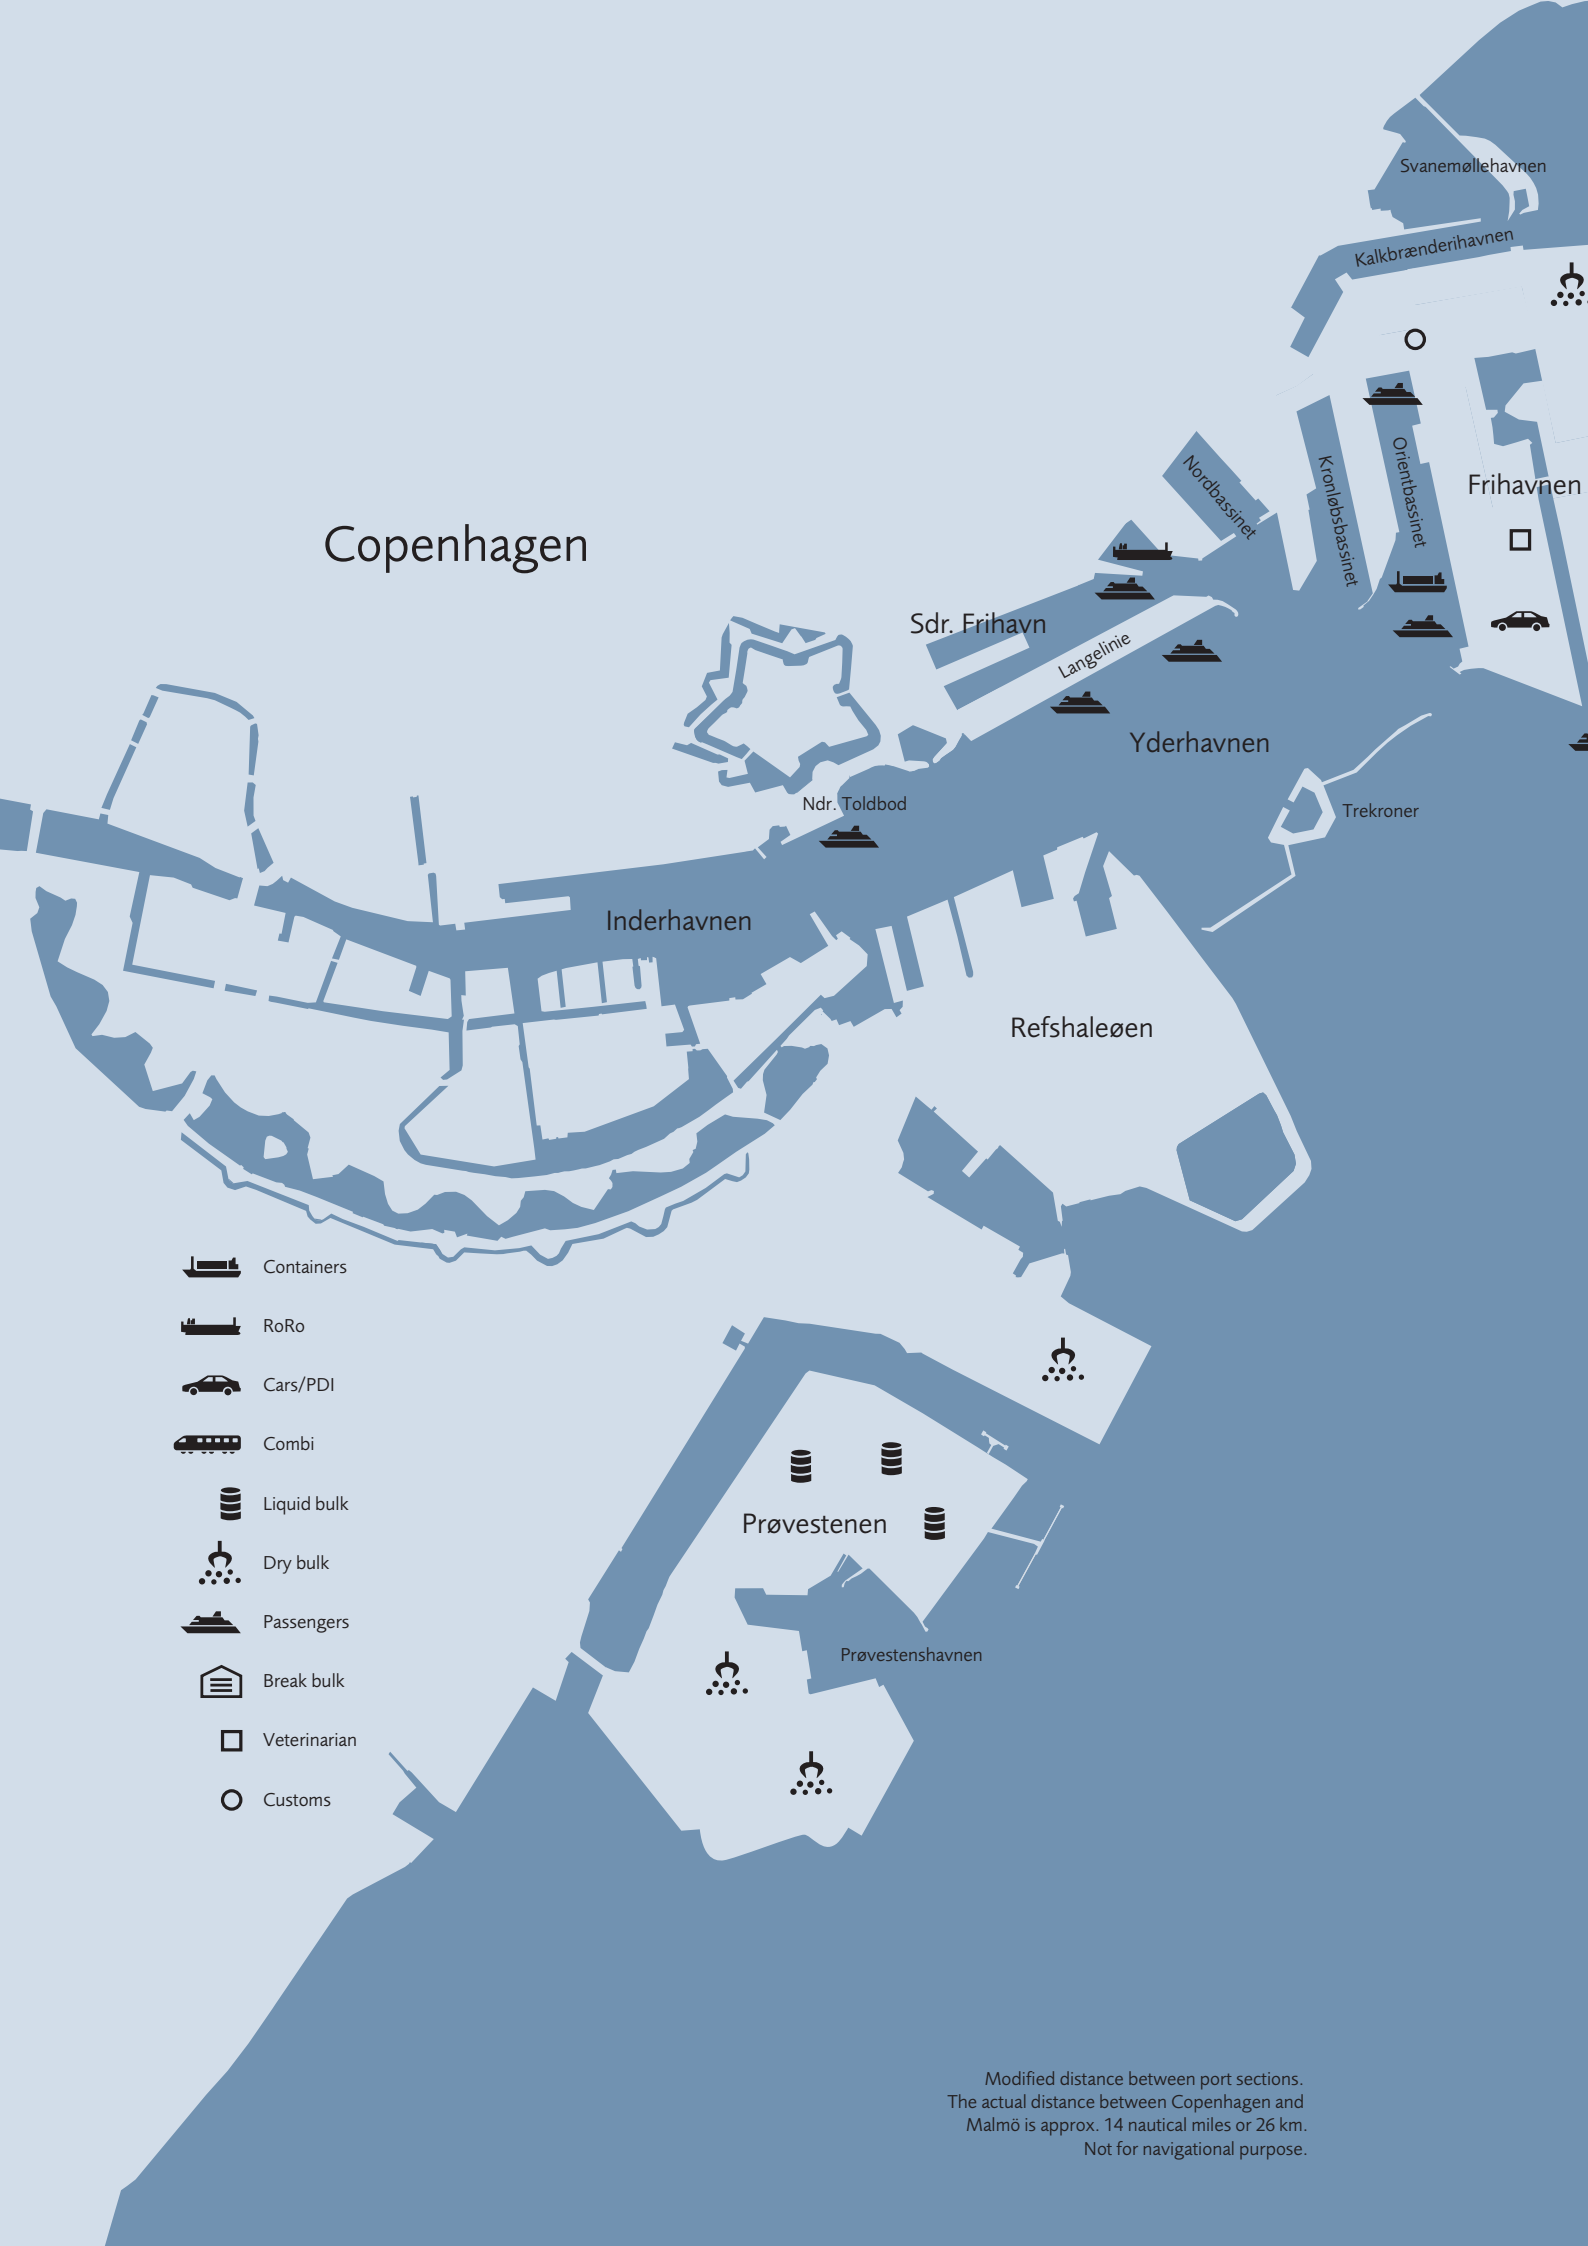 Svanemøllehavnen
Kalkbrænderihavnen
Nordbassinet
Kronløbsbassinet
Orientbassinet
Frihavnen
Copenhagen
Sdr. Frihavn
Langelinie
Yderhavnen
Ndr. Toldbod
Trekroner
Inderhavnen
Refshaleøen
Containers
RoRo
Cars/PDI
Combi
Liquid bulk
Dry bulk
Passengers
Break bulk
Veterinarian
Customs
Prøvestenen
Prøvestenshavnen
Modified distance between port sections.
The actual distance between Copenhagen and
Malmö is approx. 14 nautical miles or 26 km.
Not for navigational purpose.